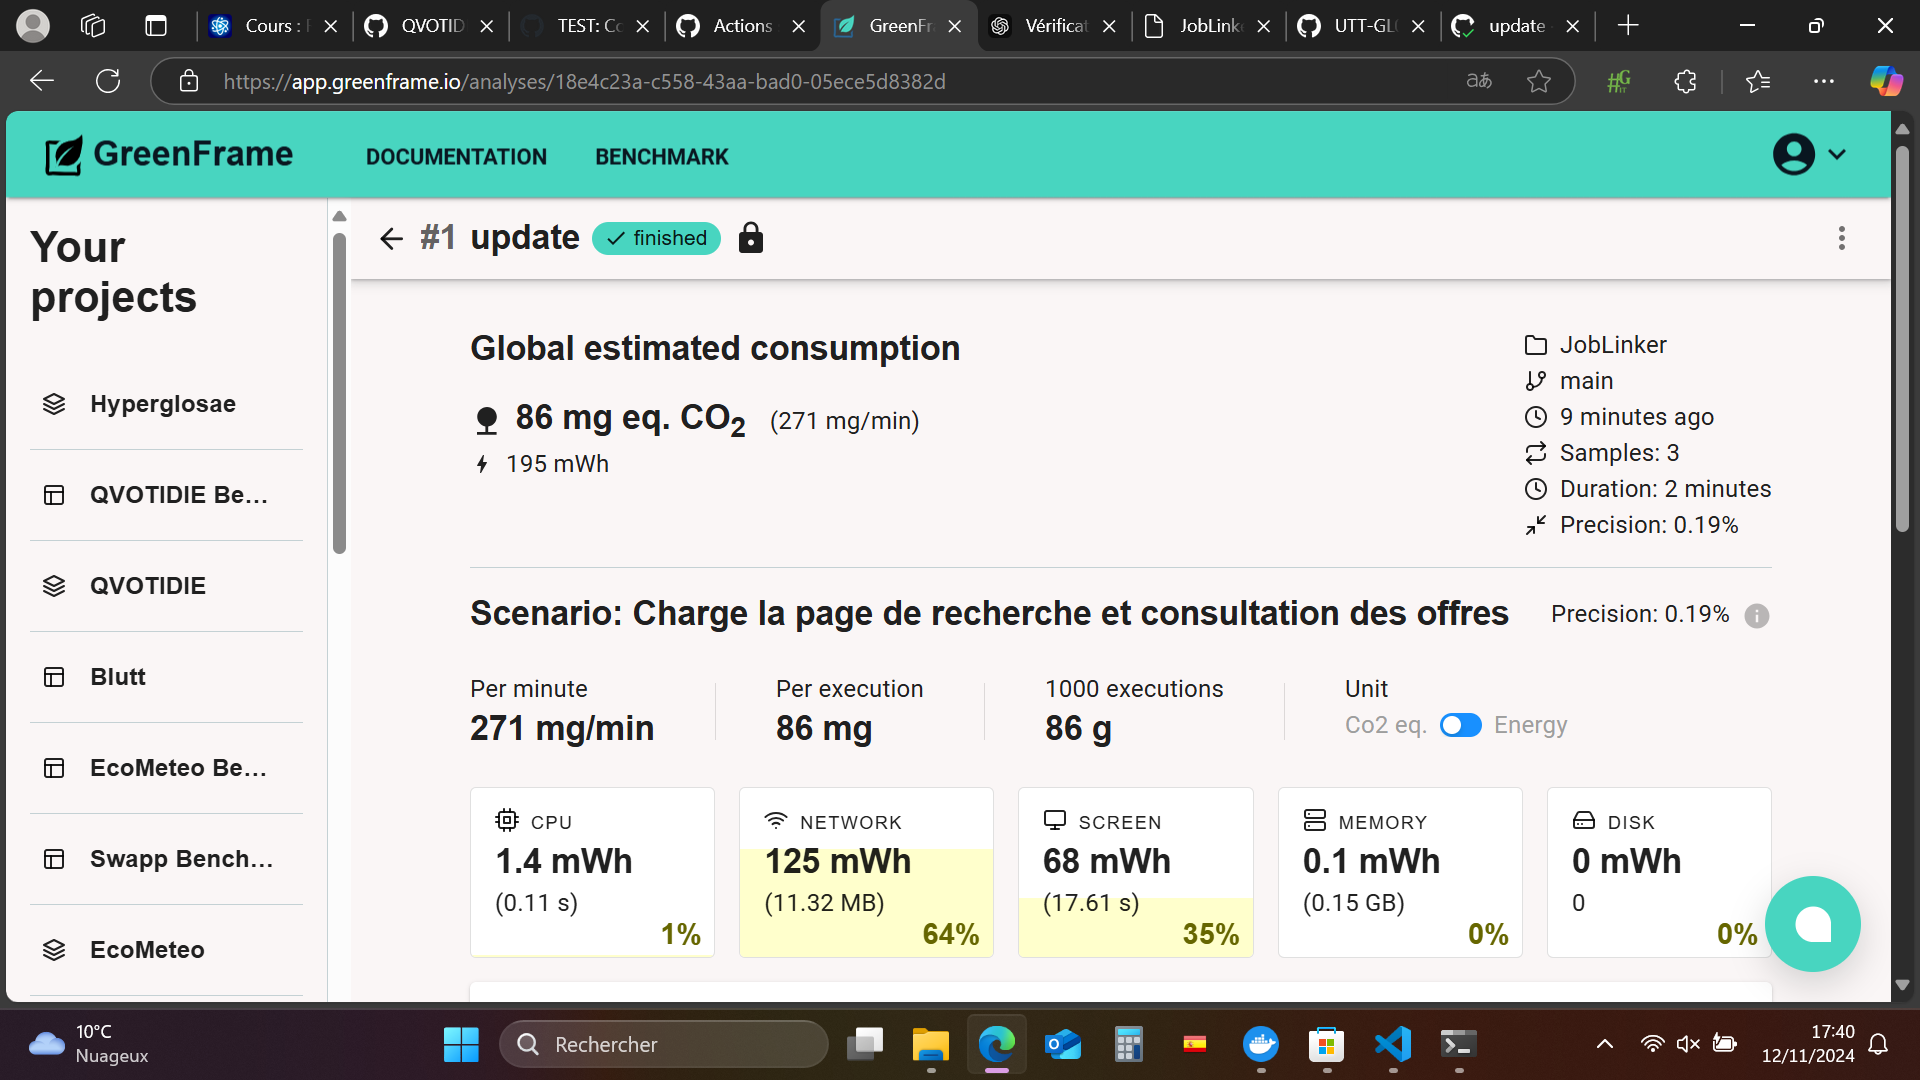 Cours : F
QVOTID
TEST: Co
Actions
GreenFr
Vérificat
JobLinke
UTT-GL
update
https://app.greenframe.io/analyses/18e4c23a-c558-43aa-bad0-05ece5d8382d
GreenFrame
DOCUMENTATION
BENCHMARK
Your
projects
Hyperglosae
QVOTIDIE Be...
QVOTIDIE
Blutt
EcoMeteo Be...
Swapp Bench...
EcoMeteo
#1 update
finished
Global estimated consumption
86 mg eq. CO2 (271 mg/min)
195 mWh
JobLinker
main
9 minutes ago
Samples: 3
Duration: 2 minutes
Precision: 0.19%
Scenario: Charge la page de recherche et consultation des offres
Precision: 0.19%
Per minute
271 mg/min
Per execution
86 mg
1000 executions
86 g
Unit
Co2 eq. Energy
CPU
1.4 mWh
(0.11 s)
1%
NETWORK
125 mWh
(11.32 MB)
64%
SCREEN
68 mWh
(17.61 s)
35%
MEMORY
0.1 mWh
(0.15 GB)
0%
DISK
0 mWh
0
0%
10°C
Nuageux
Rechercher
17:40
12/11/2024